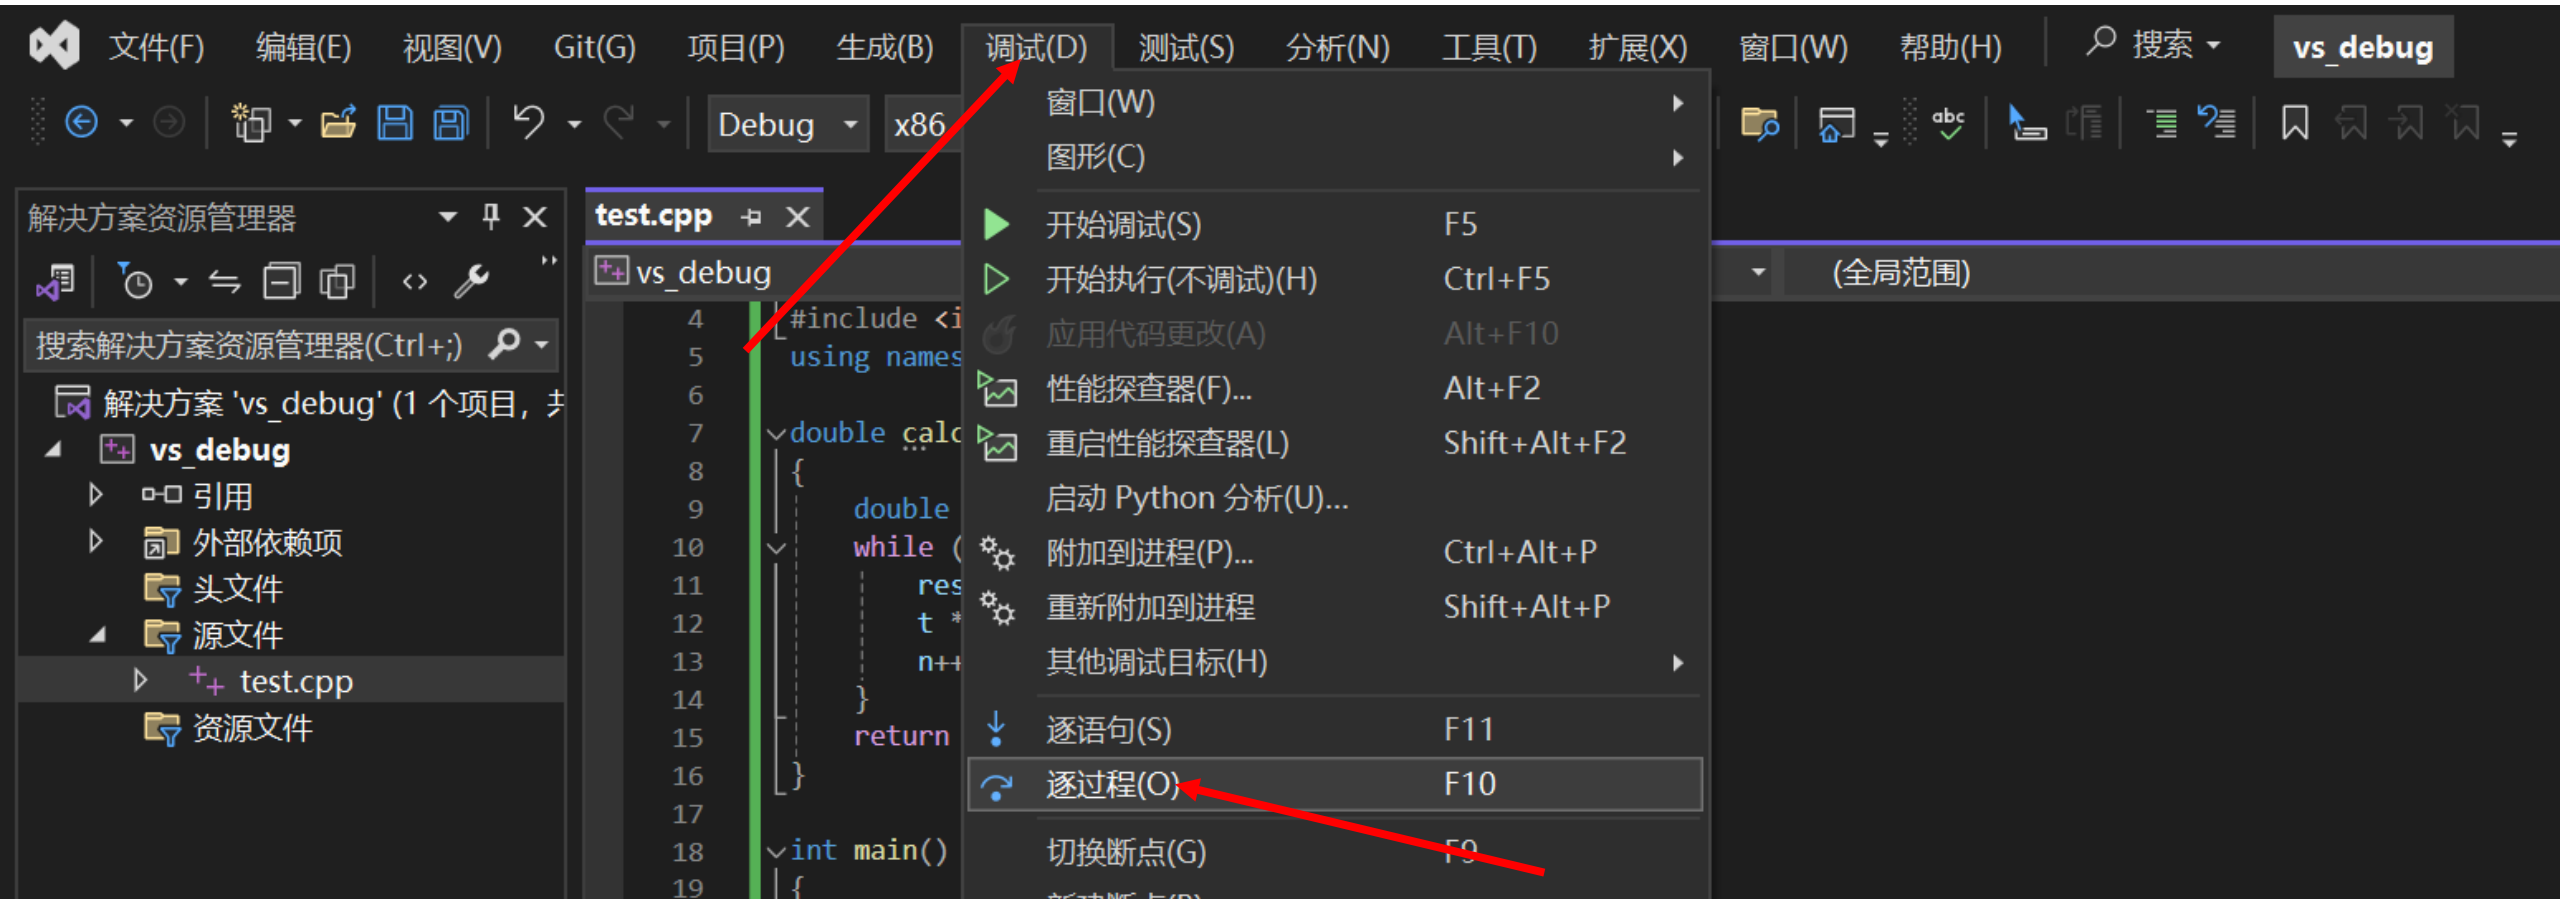 文件(F) 编辑(E) 视图(V) Git(G) 项目(P) 生成(B) 调试(D) 测试(S) 分析(N) 工具(T) 扩展(X) 窗口(W) 帮助(H) 搜索 vs_debug
Debug x86
abc
解决方案资源管理器
搜索解决方案资源管理器(Ctrl+;)
解决方案 'vs_debug' (1 个项目，
vs_debug
引用
外部依赖项
头文件
源文件
test.cpp
资源文件
test.cpp
vs_debug
(全局范围)
4 #include <i
5 using names
6
7 double calc
8 {
9 double
10 while (
11 res
12 t *
13 n++
14 }
15 return
16 }
17
18 int main()
19 {
窗口(W)
图形(C)
开始调试(S) F5
开始执行(不调试)(H) Ctrl+F5
应用代码更改(A) Alt+F10
性能探查器(F)... Alt+F2
重启性能探查器(L) Shift+Alt+F2
启动 Python 分析(U)...
附加到进程(P)... Ctrl+Alt+P
重新附加到进程 Shift+Alt+P
其他调试目标(H)
逐语句(S) F11
逐过程(O) F10
切换断点(G) F9